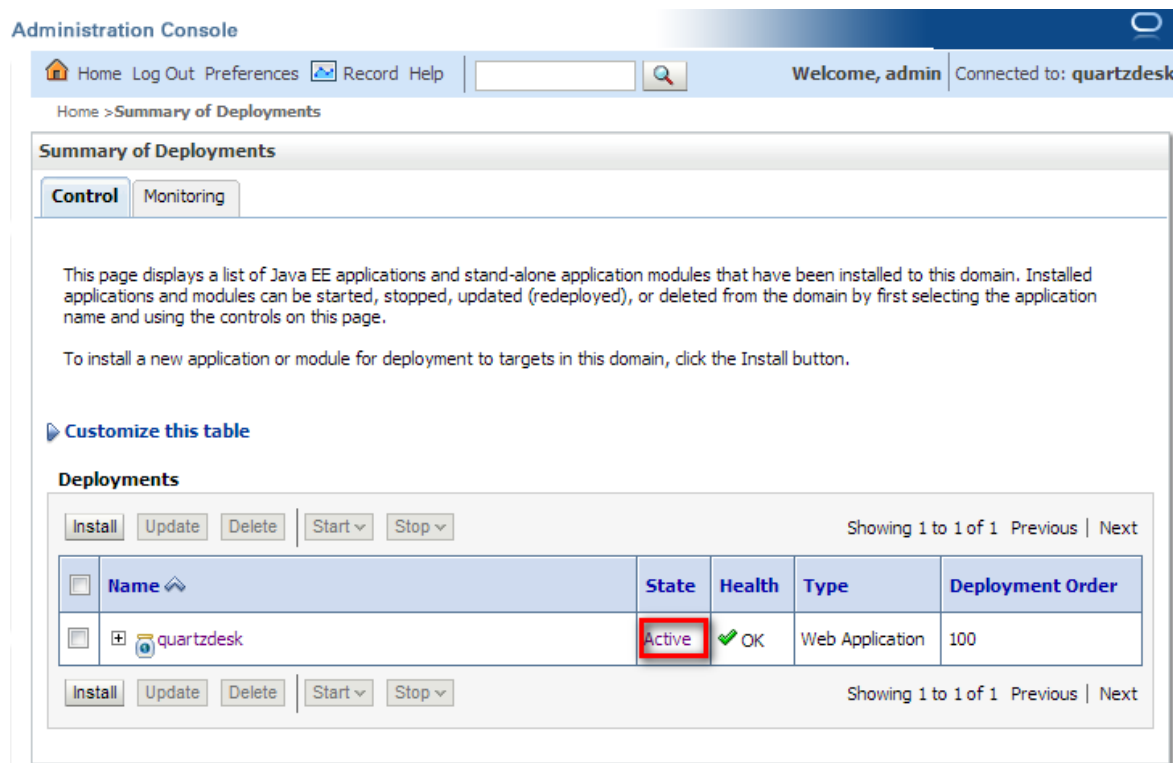 Administration Console
Home Log Out Preferences Record Help Welcome, admin Connected to: quartzdesk
Home >Summary of Deployments
Summary of Deployments
Control Monitoring
This page displays a list of Java EE applications and stand-alone application modules that have been installed to this domain. Installed
applications and modules can be started, stopped, updated (redeployed), or deleted from the domain by first selecting the application
name and using the controls on this page.
To install a new application or module for deployment to targets in this domain, click the Install button.
Customize this table
Deployments
Install Update Delete Start Stop Showing 1 to 1 of 1 Previous | Next
Name State Health Type Deployment Order
quartzdesk Active OK Web Application 100
Install Update Delete Start Stop Showing 1 to 1 of 1 Previous | Next